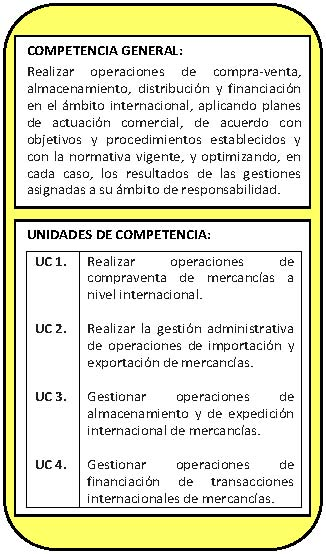 COMPETENCIA GENERAL:
Realizar operaciones de compra-venta,
almacenamiento, distribución y financiación
en el ámbito internacional, aplicando planes
de actuación comercial, de acuerdo con
objetivos y procedimientos establecidos y
con la normativa vigente, y optimizando, en
cada caso, los resultados de las gestiones
asignadas a su ámbito de responsabilidad.
UNIDADES DE COMPETENCIA:
UC 1. Realizar operaciones de
compraventa de mercancías a
nivel internacional.
UC 2. Realizar la gestión administrativa
de operaciones de importación y
exportación de mercancías.
UC 3. Gestionar operaciones de
almacenamiento y de expedición
internacional de mercancías.
UC 4. Gestionar operaciones de
financiación de transacciones
internacionales de mercancías.